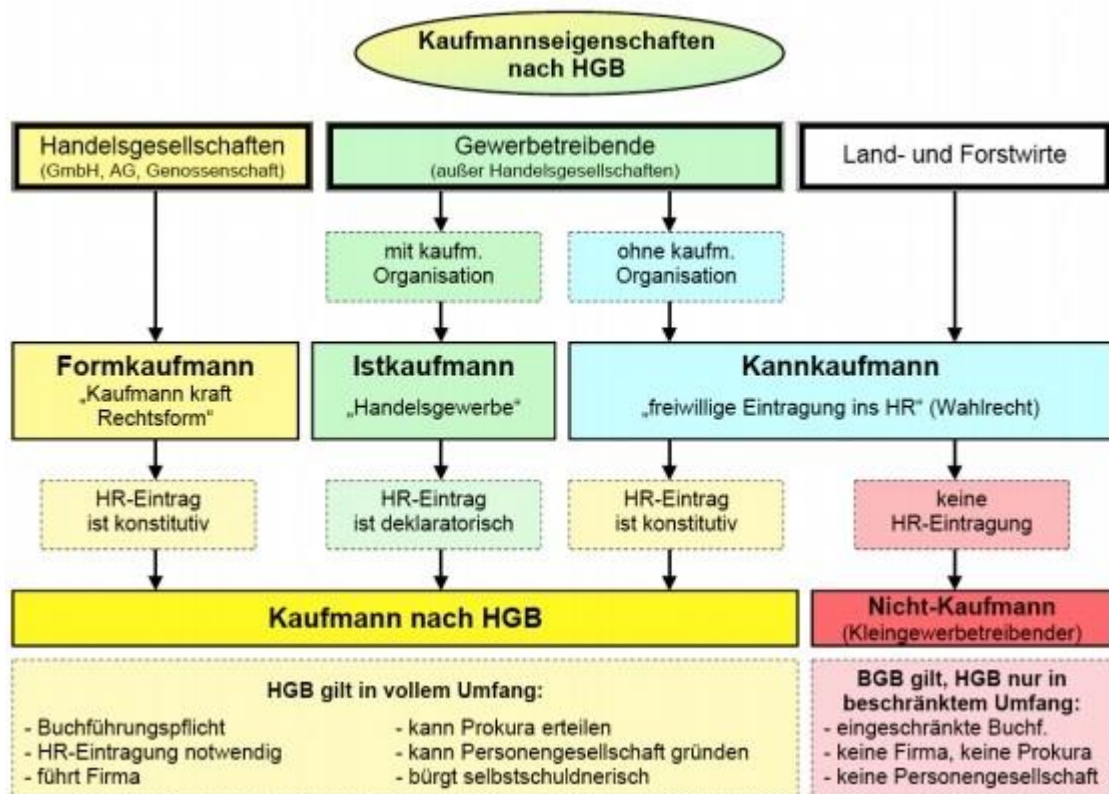 Kaufmannseigenschaften
nach HGB
Handelsgesellschaften
(GmbH, AG, Genossenschaft)
Gewerbetreibende
(außer Handelsgesellschaften)
Land- und Forstwirte
mit kaufm.
Organisation
ohne kaufm.
Organisation
Formkaufmann
„Kaufmann kraft
Rechtsform“
Istkaufmann
„Handelsgewerbe“
Kannkaufmann
„freiwillige Eintragung ins HR“ (Wahlrecht)
HR-Eintrag
ist konstitutiv
HR-Eintrag
ist deklaratorisch
HR-Eintrag
ist konstitutiv
keine
HR-Eintragung
Kaufmann nach HGB
Nicht-Kaufmann
(Kleingewerbetreibender)
HGB gilt in vollem Umfang:
- Buchführungspflicht
- HR-Eintragung notwendig
- führt Firma
- kann Prokura erteilen
- kann Personengesellschaft gründen
- bürgt selbstschuldnerisch
BGB gilt, HGB nur in
beschränktem Umfang:
- eingeschränkte Buchf.
- keine Firma, keine Prokura
- keine Personengesellschaft